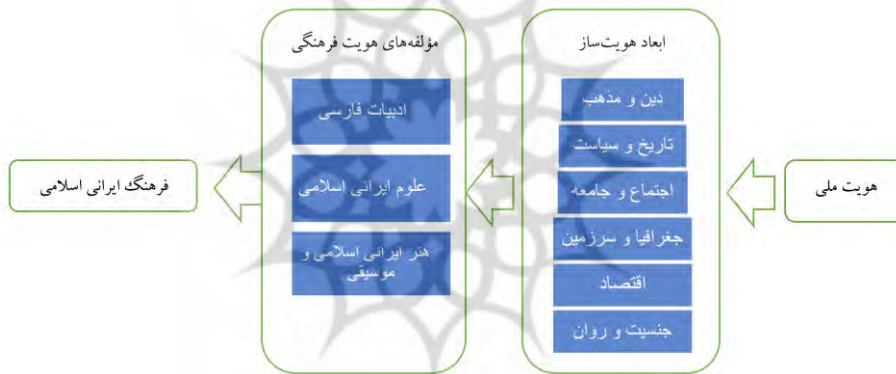 هویت ملی
ابعاد هویت‌ساز
دین و مذهب
تاریخ و سیاست
اجتماع و جامعه
جغرافیا و سرزمین
اقتصاد
جنسیت و روان
مؤلفه‌های هویت فرهنگی
ادبیات فارسی
علوم ایرانی اسلامی
هنر ایرانی اسلامی و
موسیقی
فرهنگ ایرانی اسلامی